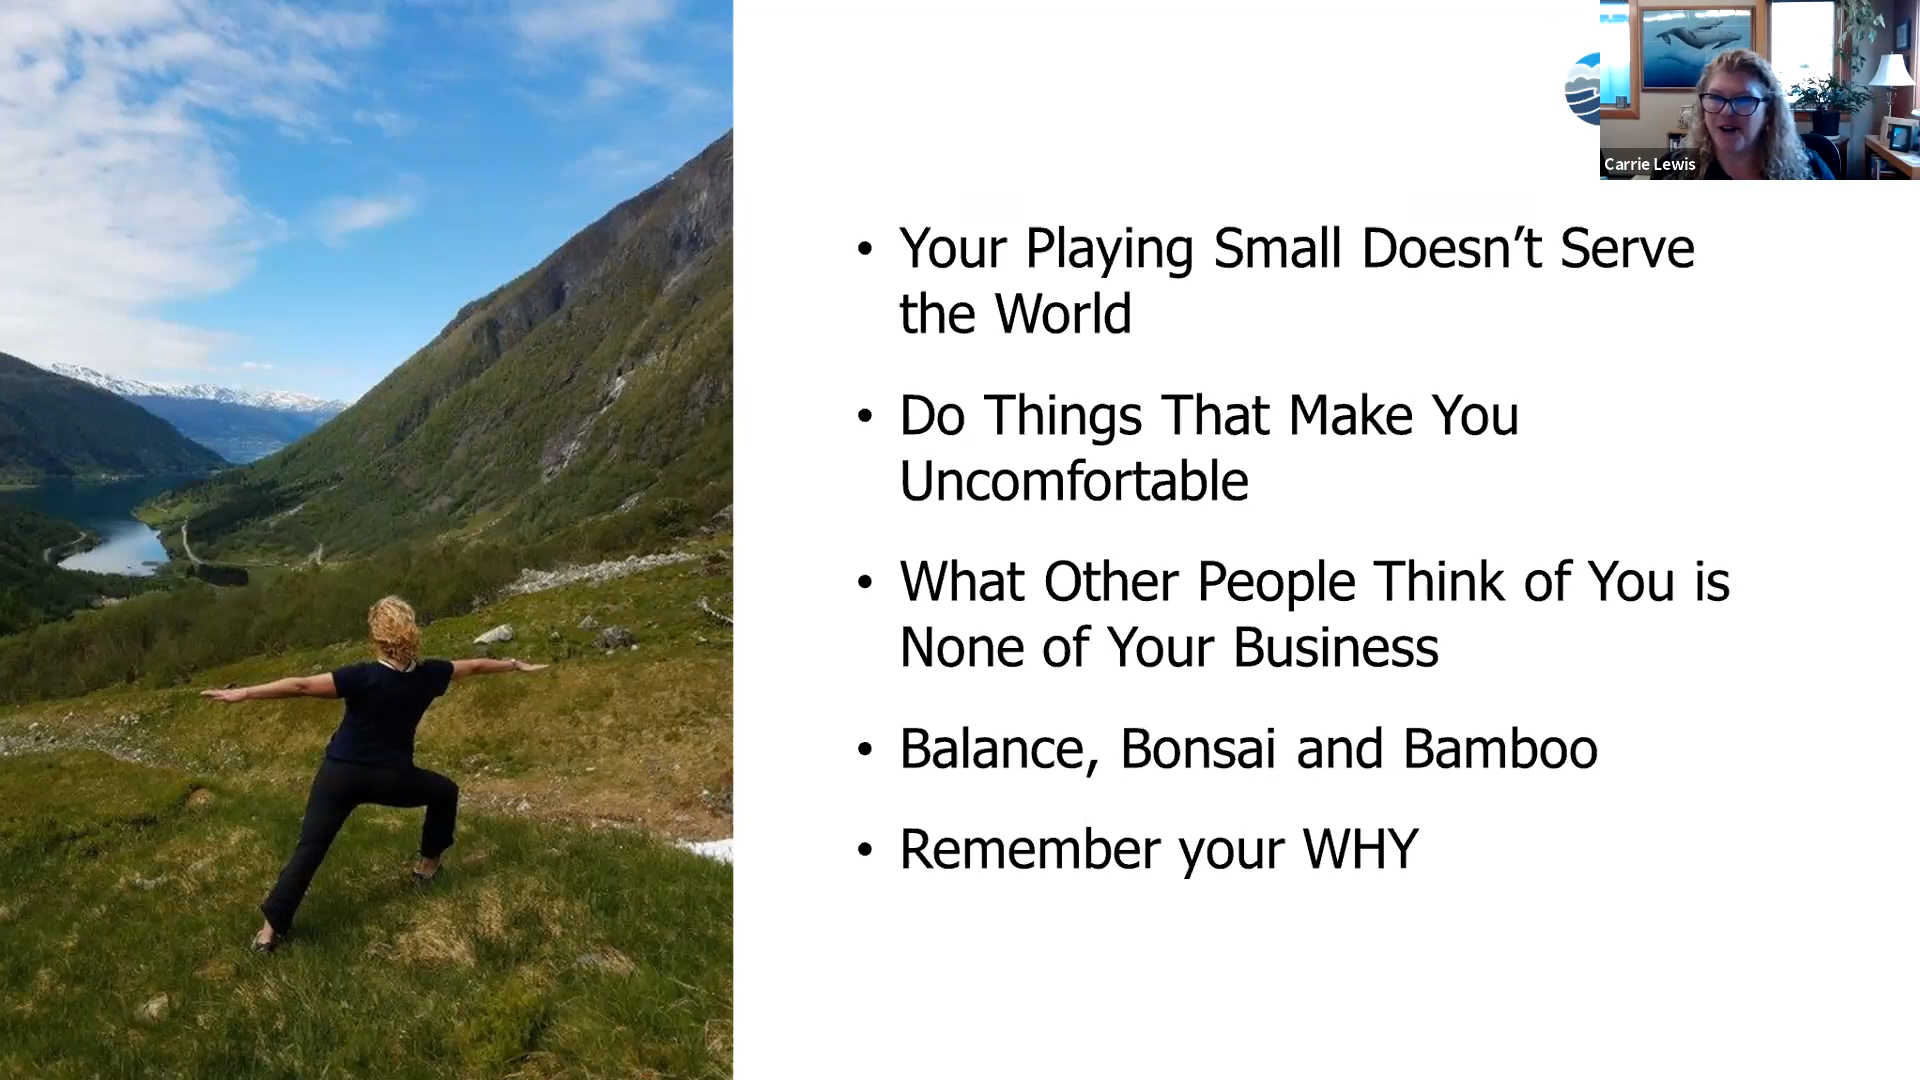 Carrie Lewis
• Your Playing Small Doesn’t Serve
the World
• Do Things That Make You
Uncomfortable
• What Other People Think of You is
None of Your Business
• Balance, Bonsai and Bamboo
• Remember your WHY